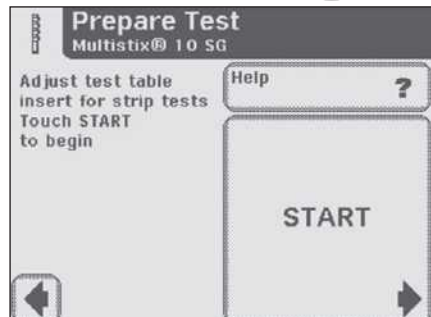 Prepare Test
Multistix® 10 SG
Adjust test table
insert for strip tests
Touch START
to begin
Help
?
START